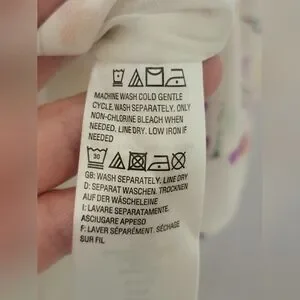 MACHINE WASH COLD GENTLE
CYCLE. WASH SEPARATELY. ONLY
NON-CHLORINE BLEACH WHEN
NEEDED, LINE DRY. LOW IRON IF
NEEDED
30
GB: WASH SEPARATELY. LINE DRY
D: SEPARAT WASCHEN. TROCKNEN
AUF DER WÄSCHELEINE
I: LAVARE SEPARATAMENTE.
ASCIUGARE APPESO
F: LAVER SÉPARÉMENT. SÉCHAGE
SUR FIL